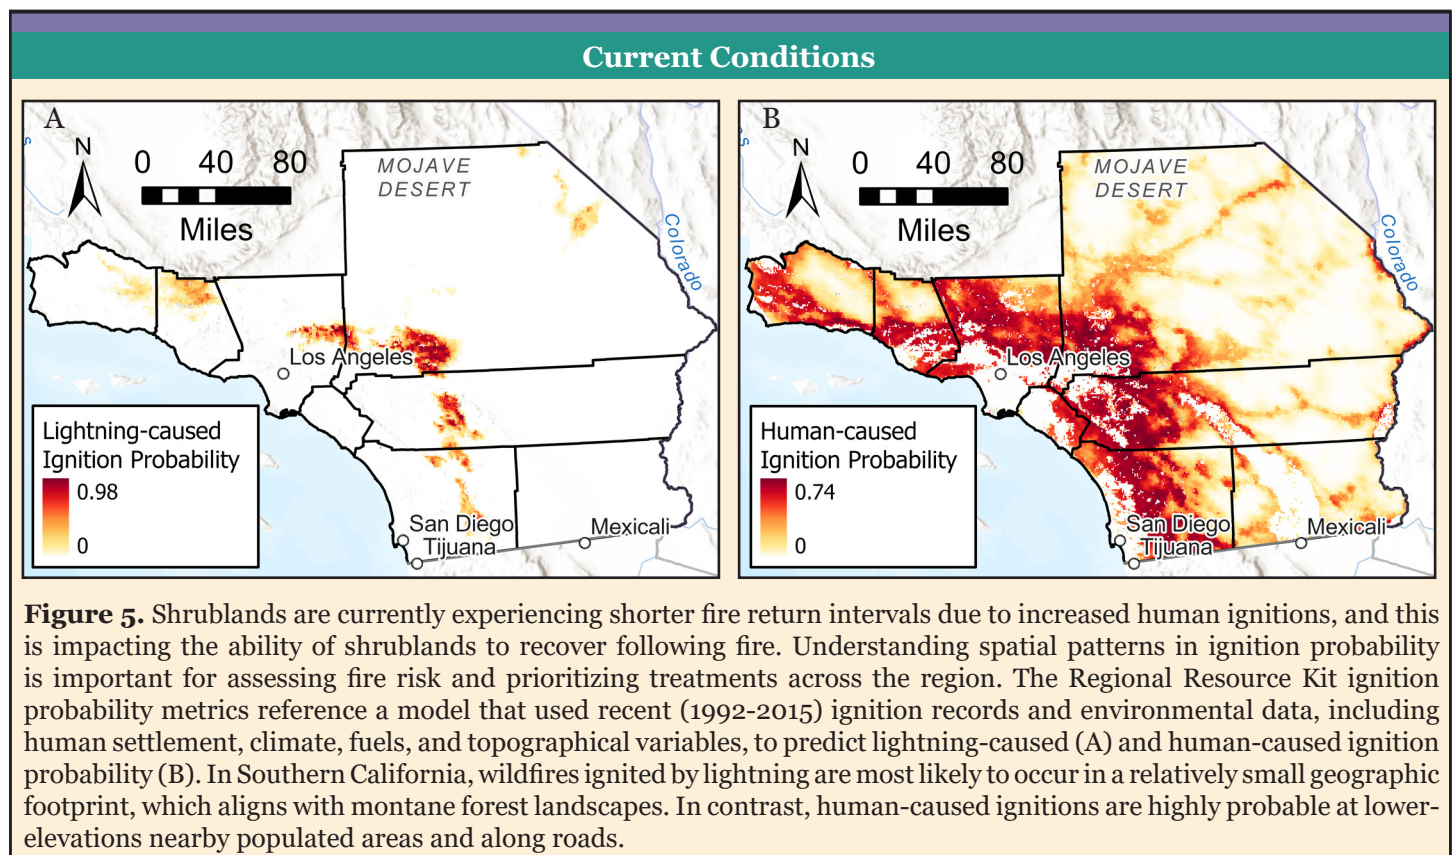 Current Conditions
A
N
0 40 80
Miles
MOJAVE
DESERT
Colorado
s
Los Angeles
San Diego
Tijuana
Mexicali
Lightning-caused
Ignition Probability
0.98
0
B
N
0 40 80
Miles
MOJAVE
DESERT
Colorado
s
Los Angeles
San Diego
Tijuana
Mexicali
Human-caused
Ignition Probability
0.74
0
Figure 5. Shrublands are currently experiencing shorter fire return intervals due to increased human ignitions, and this
is impacting the ability of shrublands to recover following fire. Understanding spatial patterns in ignition probability
is important for assessing fire risk and prioritizing treatments across the region. The Regional Resource Kit ignition
probability metrics reference a model that used recent (1992-2015) ignition records and environmental data, including
human settlement, climate, fuels, and topographical variables, to predict lightning-caused (A) and human-caused ignition
probability (B). In Southern California, wildfires ignited by lightning are most likely to occur in a relatively small geographic
footprint, which aligns with montane forest landscapes. In contrast, human-caused ignitions are highly probable at lower-
elevations nearby populated areas and along roads.